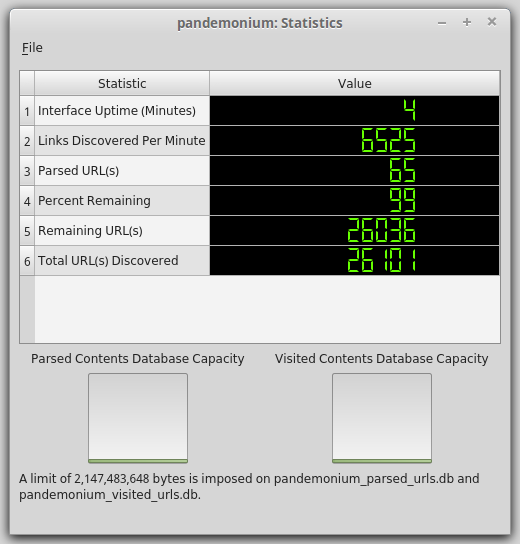 pandemonium: Statistics
File
Statistic Value
1 Interface Uptime (Minutes) 4
2 Links Discovered Per Minute 6525
3 Parsed URL(s) 65
4 Percent Remaining 99
5 Remaining URL(s) 26036
6 Total URL(s) Discovered 26101
Parsed Contents Database Capacity Visited Contents Database Capacity
A limit of 2,147,483,648 bytes is imposed on pandemonium_parsed_urls.db and
pandemonium_visited_urls.db.